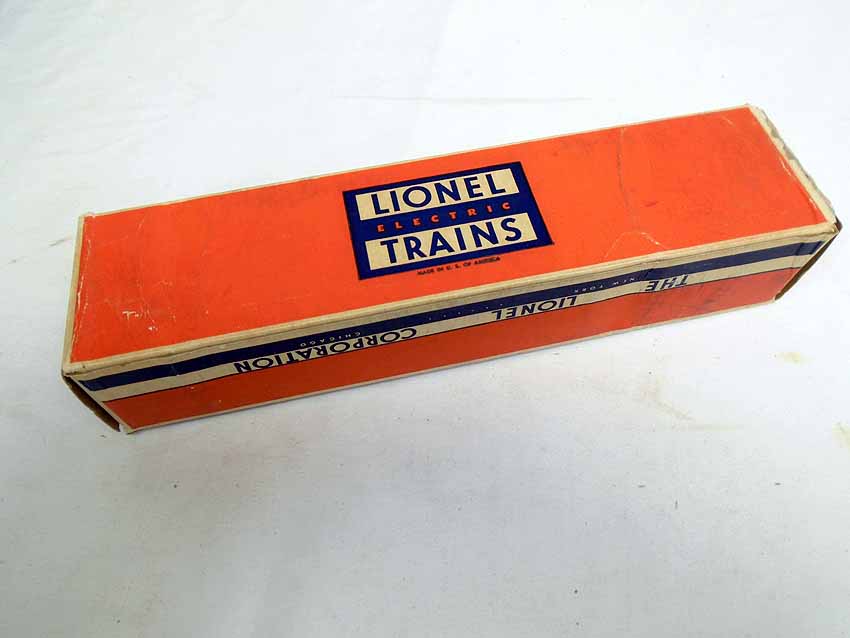 LIONEL
ELECTRIC
TRAINS
MADE IN U. S. OF AMERICA
THE LIONEL CORPORATION
NEW YORK CHICAGO